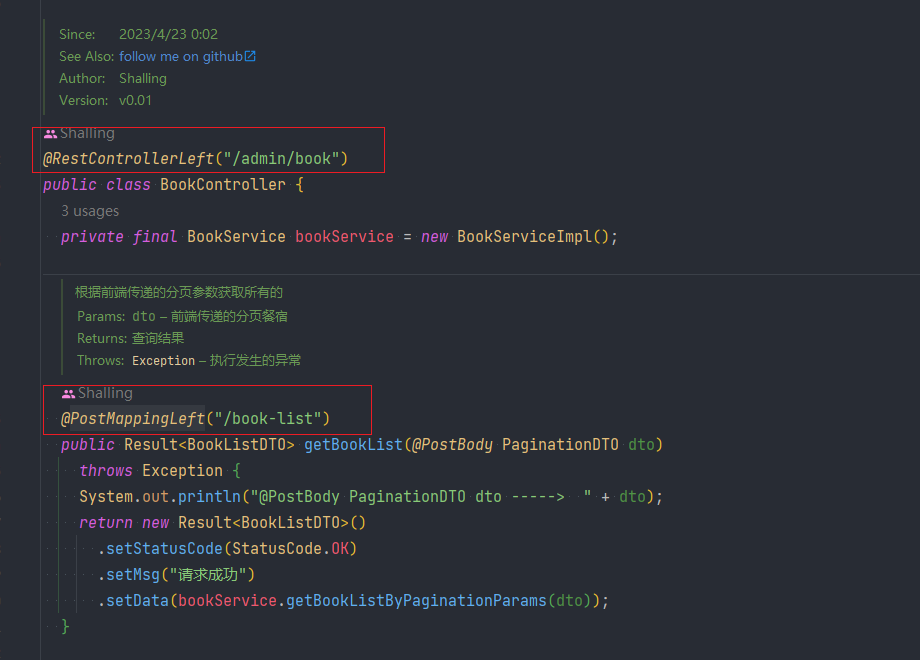 Since: 2023/4/23 0:02
See Also: follow me on github
Author: Shalling
Version: v0.01
Shalling
@RestControllerLeft("/admin/book")
public class BookController {
3 usages
private final BookService bookService = new BookServiceImpl();
根据前端传递的分页参数获取所有的
Params: dto – 前端传递的分页餐宿
Returns: 查询结果
Throws: Exception – 执行发生的异常
Shalling
@PostMappingLeft("/book-list")
public Result<BookListDTO> getBookList(@PostBody PaginationDTO dto)
throws Exception {
System.out.println("@PostBody PaginationDTO dto -----> " + dto);
return new Result<BookListDTO>()
.setStatusCode(StatusCode.OK)
.setMsg("请求成功")
.setData(bookService.getBookListByPaginationParams(dto));
}